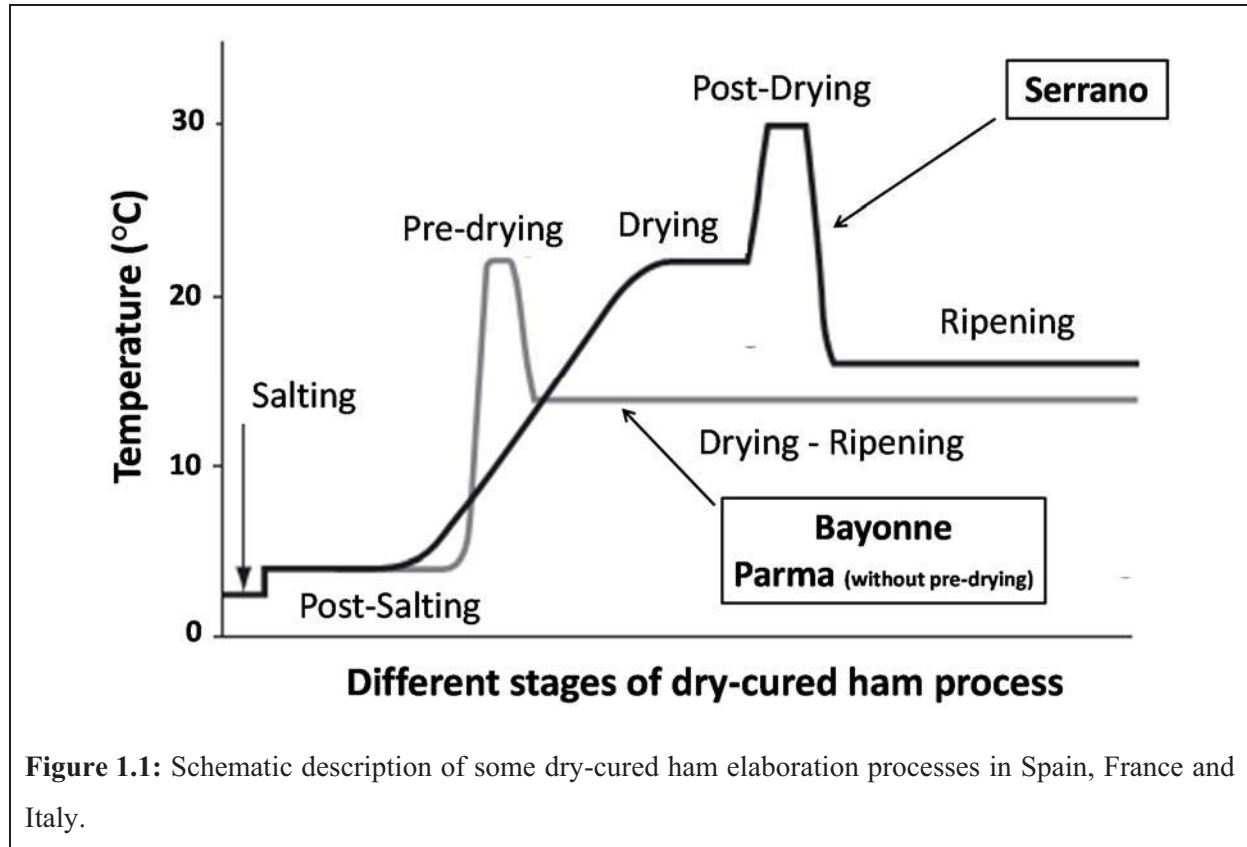 Post-Drying
Serrano
30
Pre-drying
Drying
20
Ripening
Salting
Drying - Ripening
10
Bayonne
Parma (without pre-drying)
Post-Salting
0
Temperature (°C)
Different stages of dry-cured ham process
Figure 1.1: Schematic description of some dry-cured ham elaboration processes in Spain, France and
Italy.